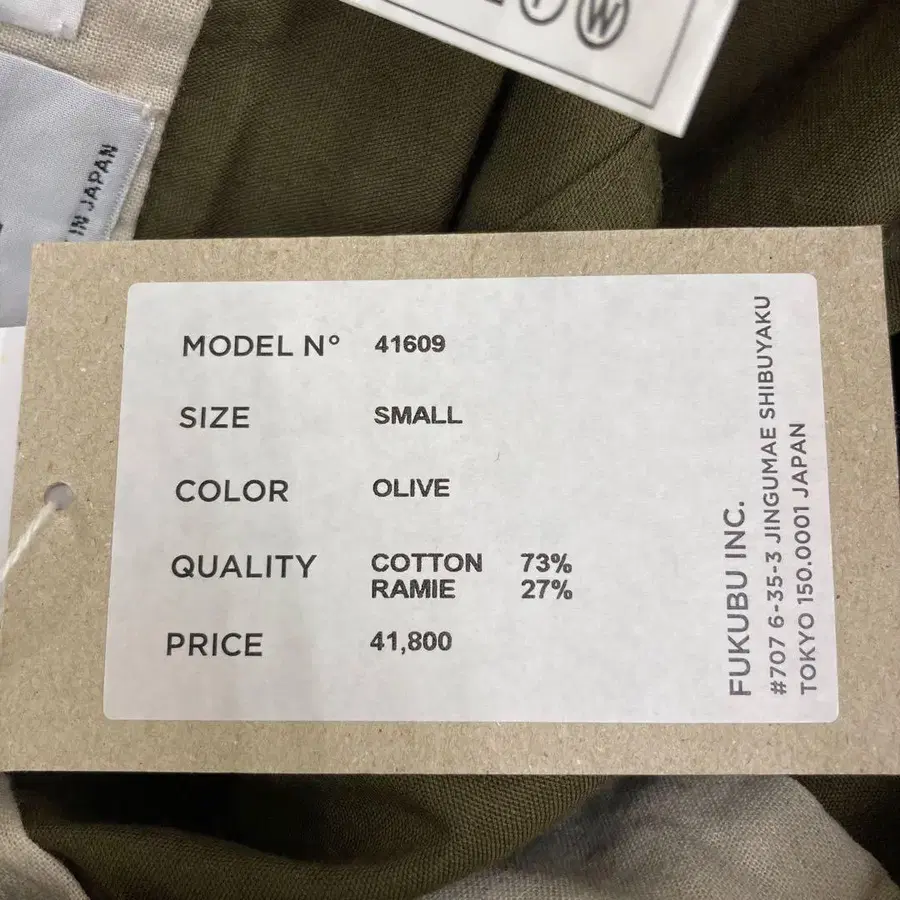 W
IN JAPAN
MODEL N° 41609
SIZE SMALL
COLOR OLIVE
QUALITY COTTON 73%
RAMIE 27%
PRICE 41,800
FUKUBU INC.
#707 6-35-3 JINGUMAE SHIBUYAKU
TOKYO 150.0001 JAPAN